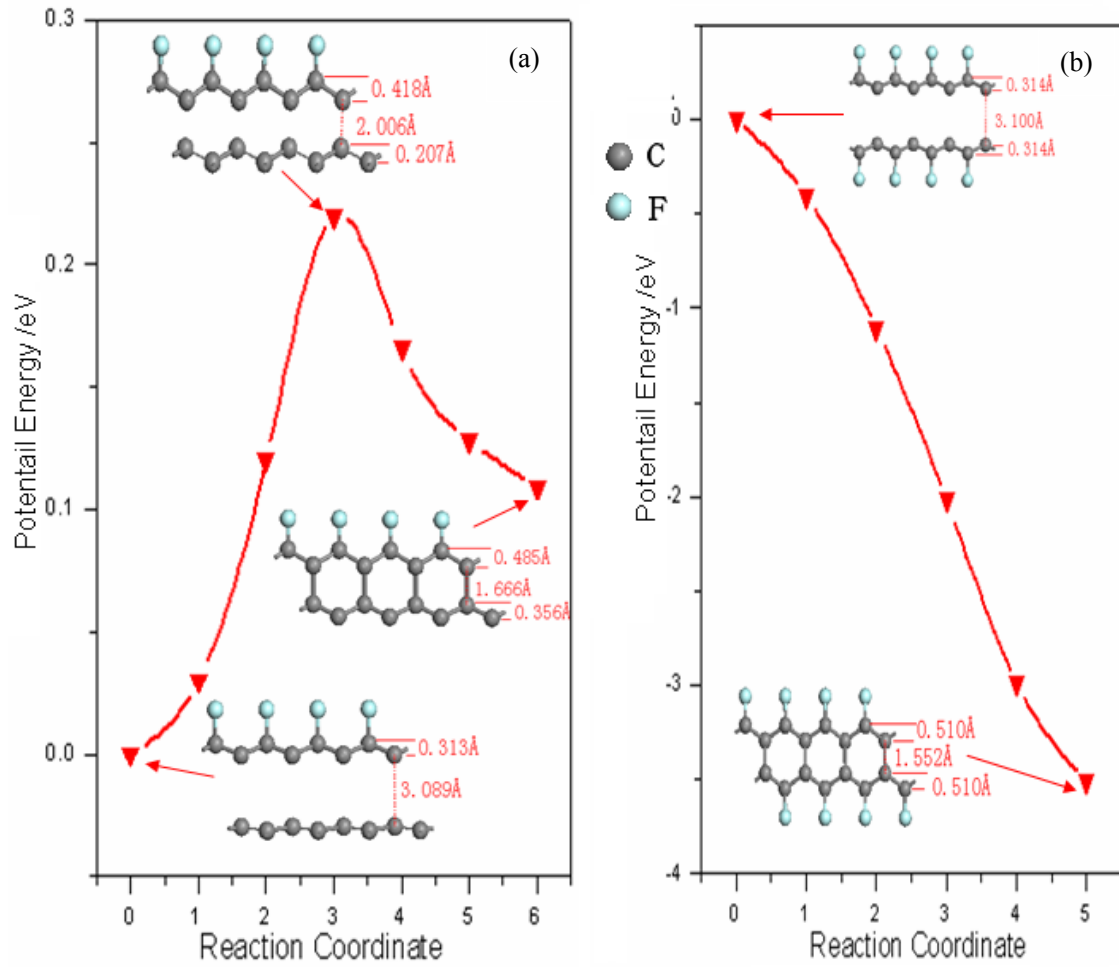 (a)
Potentail Energy /eV
0.3
0.2
0.1
0.0
0.418Å
2.006Å
0.207Å
0.485Å
1.666Å
0.356Å
0.313Å
3.089Å
0 1 2 3 4 5 6
Reaction Coordinate
C
F
(b)
Potentail Energy /eV
0
-1
-2
-3
-4
0.314Å
3.100Å
0.314Å
0.510Å
1.552Å
0.510Å
0 1 2 3 4 5
Reaction Coordinate